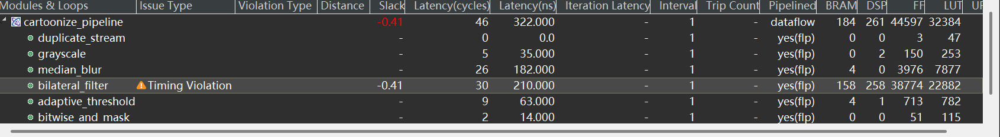 Modules & Loops Issue Type Violation Type Distance Slack Latency(cycles) Latency(ns) Iteration Latency Interval Trip Count Pipelined BRAM DSP FF LUT UR
cartoonize_pipeline -0.41 46 322.000 - 1 - dataflow 184 261 44597 32384
duplicate_stream - 0 0.0 - 1 - yes(flp) 0 0 3 47
grayscale - 5 35.000 - 1 - yes(flp) 0 2 150 253
median_blur - 26 182.000 - 1 - yes(flp) 4 0 3976 7877
bilateral_filter Timing Violation -0.41 30 210.000 - 1 - yes(flp) 158 258 38774 22882
adaptive_threshold - 9 63.000 - 1 - yes(flp) 4 1 713 782
bitwise_and_mask - 2 14.000 - 1 - yes(flp) 0 0 51 115